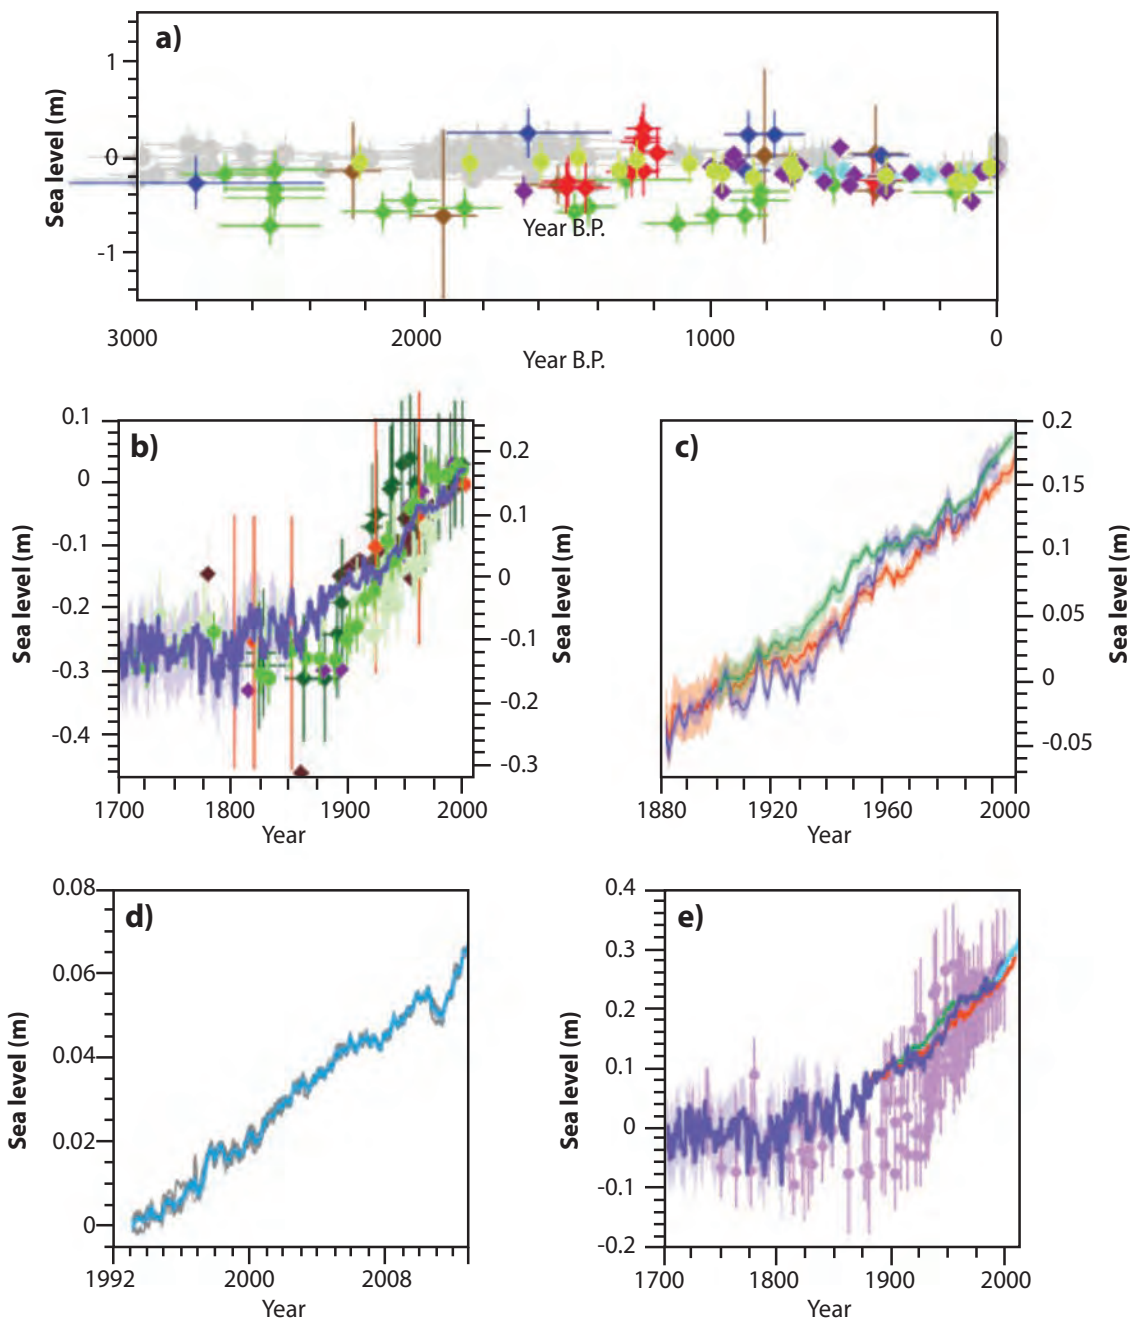 a)
Sea level (m)
1
0
-1
Year B.P.
3000 2000 1000 0
Year B.P.
b)
Sea level (m)
0.1
0
-0.1
-0.2
-0.3
-0.4
0.2
0.1
0
-0.1
-0.2
-0.3
Sea level (m)
1700 1800 1900 2000
Year
c)
0.2
0.15
0.1
0.05
0
-0.05
Sea level (m)
1880 1920 1960 2000
Year
d)
Sea level (m)
0.08
0.06
0.04
0.02
0
1992 2000 2008
Year
e)
Sea level (m)
0.4
0.3
0.2
0.1
0
-0.1
-0.2
1700 1800 1900 2000
Year